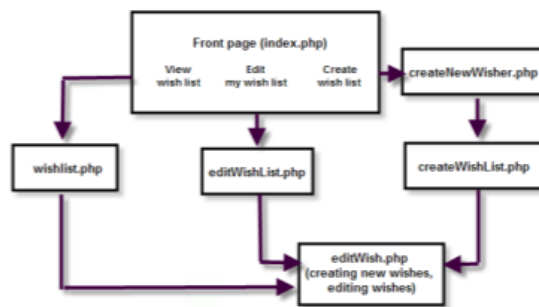 Front page (index.php)
View Edit Create
wish list my wish list wish list
createNewWisher.php
wishlist.php
editWishList.php
createWishList.php
editWish.php
(creating new wishes,
editing wishes)